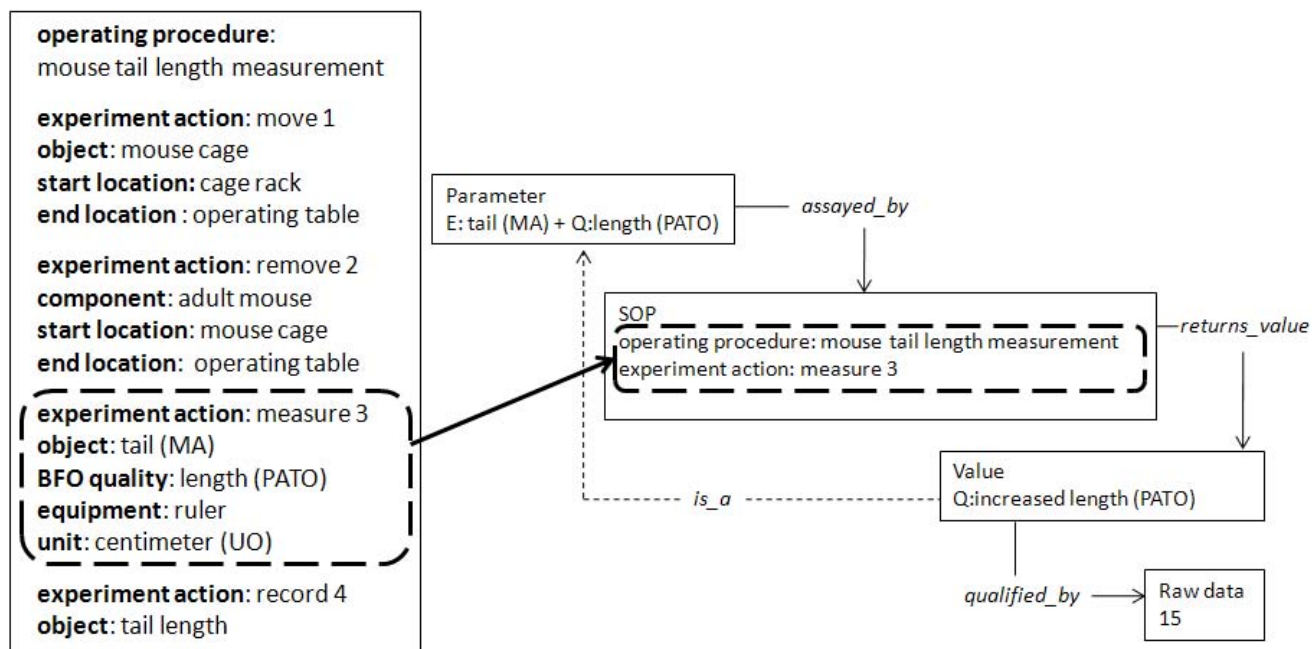 operating procedure:
mouse tail length measurement
experiment action: move 1
object: mouse cage
start location: cage rack
end location : operating table
experiment action: remove 2
component: adult mouse
start location: mouse cage
end location:  operating table
experiment action: measure 3
object: tail (MA)
BFO quality: length (PATO)
equipment: ruler
unit: centimeter (UO)
experiment action: record 4
object: tail length
Parameter
E: tail (MA) + Q:length (PATO)
assayed_by
SOP
operating procedure: mouse tail length measurement
experiment action: measure 3
returns_value
Value
Q:increased length (PATO)
is_a
qualified_by
Raw data
15